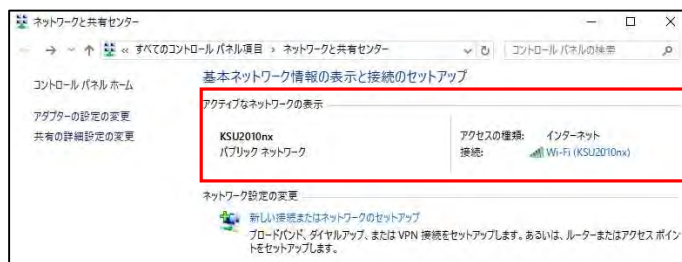 ネットワークと共有センター
« すべてのコントロール パネル項目 › ネットワークと共有センター
コントロール パネルの検索
コントロール パネル ホーム
アダプターの設定の変更
共有の詳細設定の変更
基本ネットワーク情報の表示と接続のセットアップ
アクティブなネットワークの表示
KSU2010nx
パブリック ネットワーク
アクセスの種類: インターネット
接続: Wi-Fi (KSU2010nx)
ネットワーク設定の変更
新しい接続またはネットワークのセットアップ
ブロードバンド、ダイヤルアップ、または VPN 接続をセットアップします。あるいは、ルーターまたはアクセス ポイン
トをセットアップします。